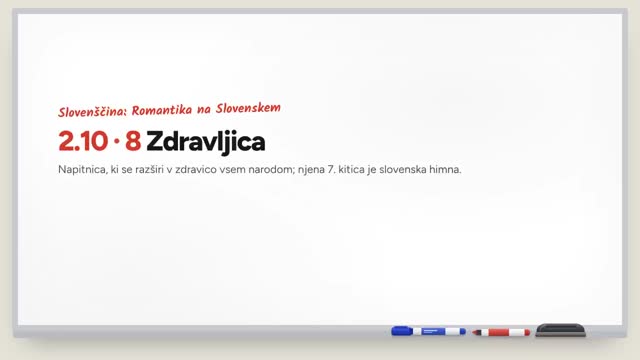 Slovenščina: Romantika na Slovenskem
2.10 · 8 Zdravljica
Napitnica, ki se razširi v zdravico vsem narodom; njena 7. kitica je slovenska himna.